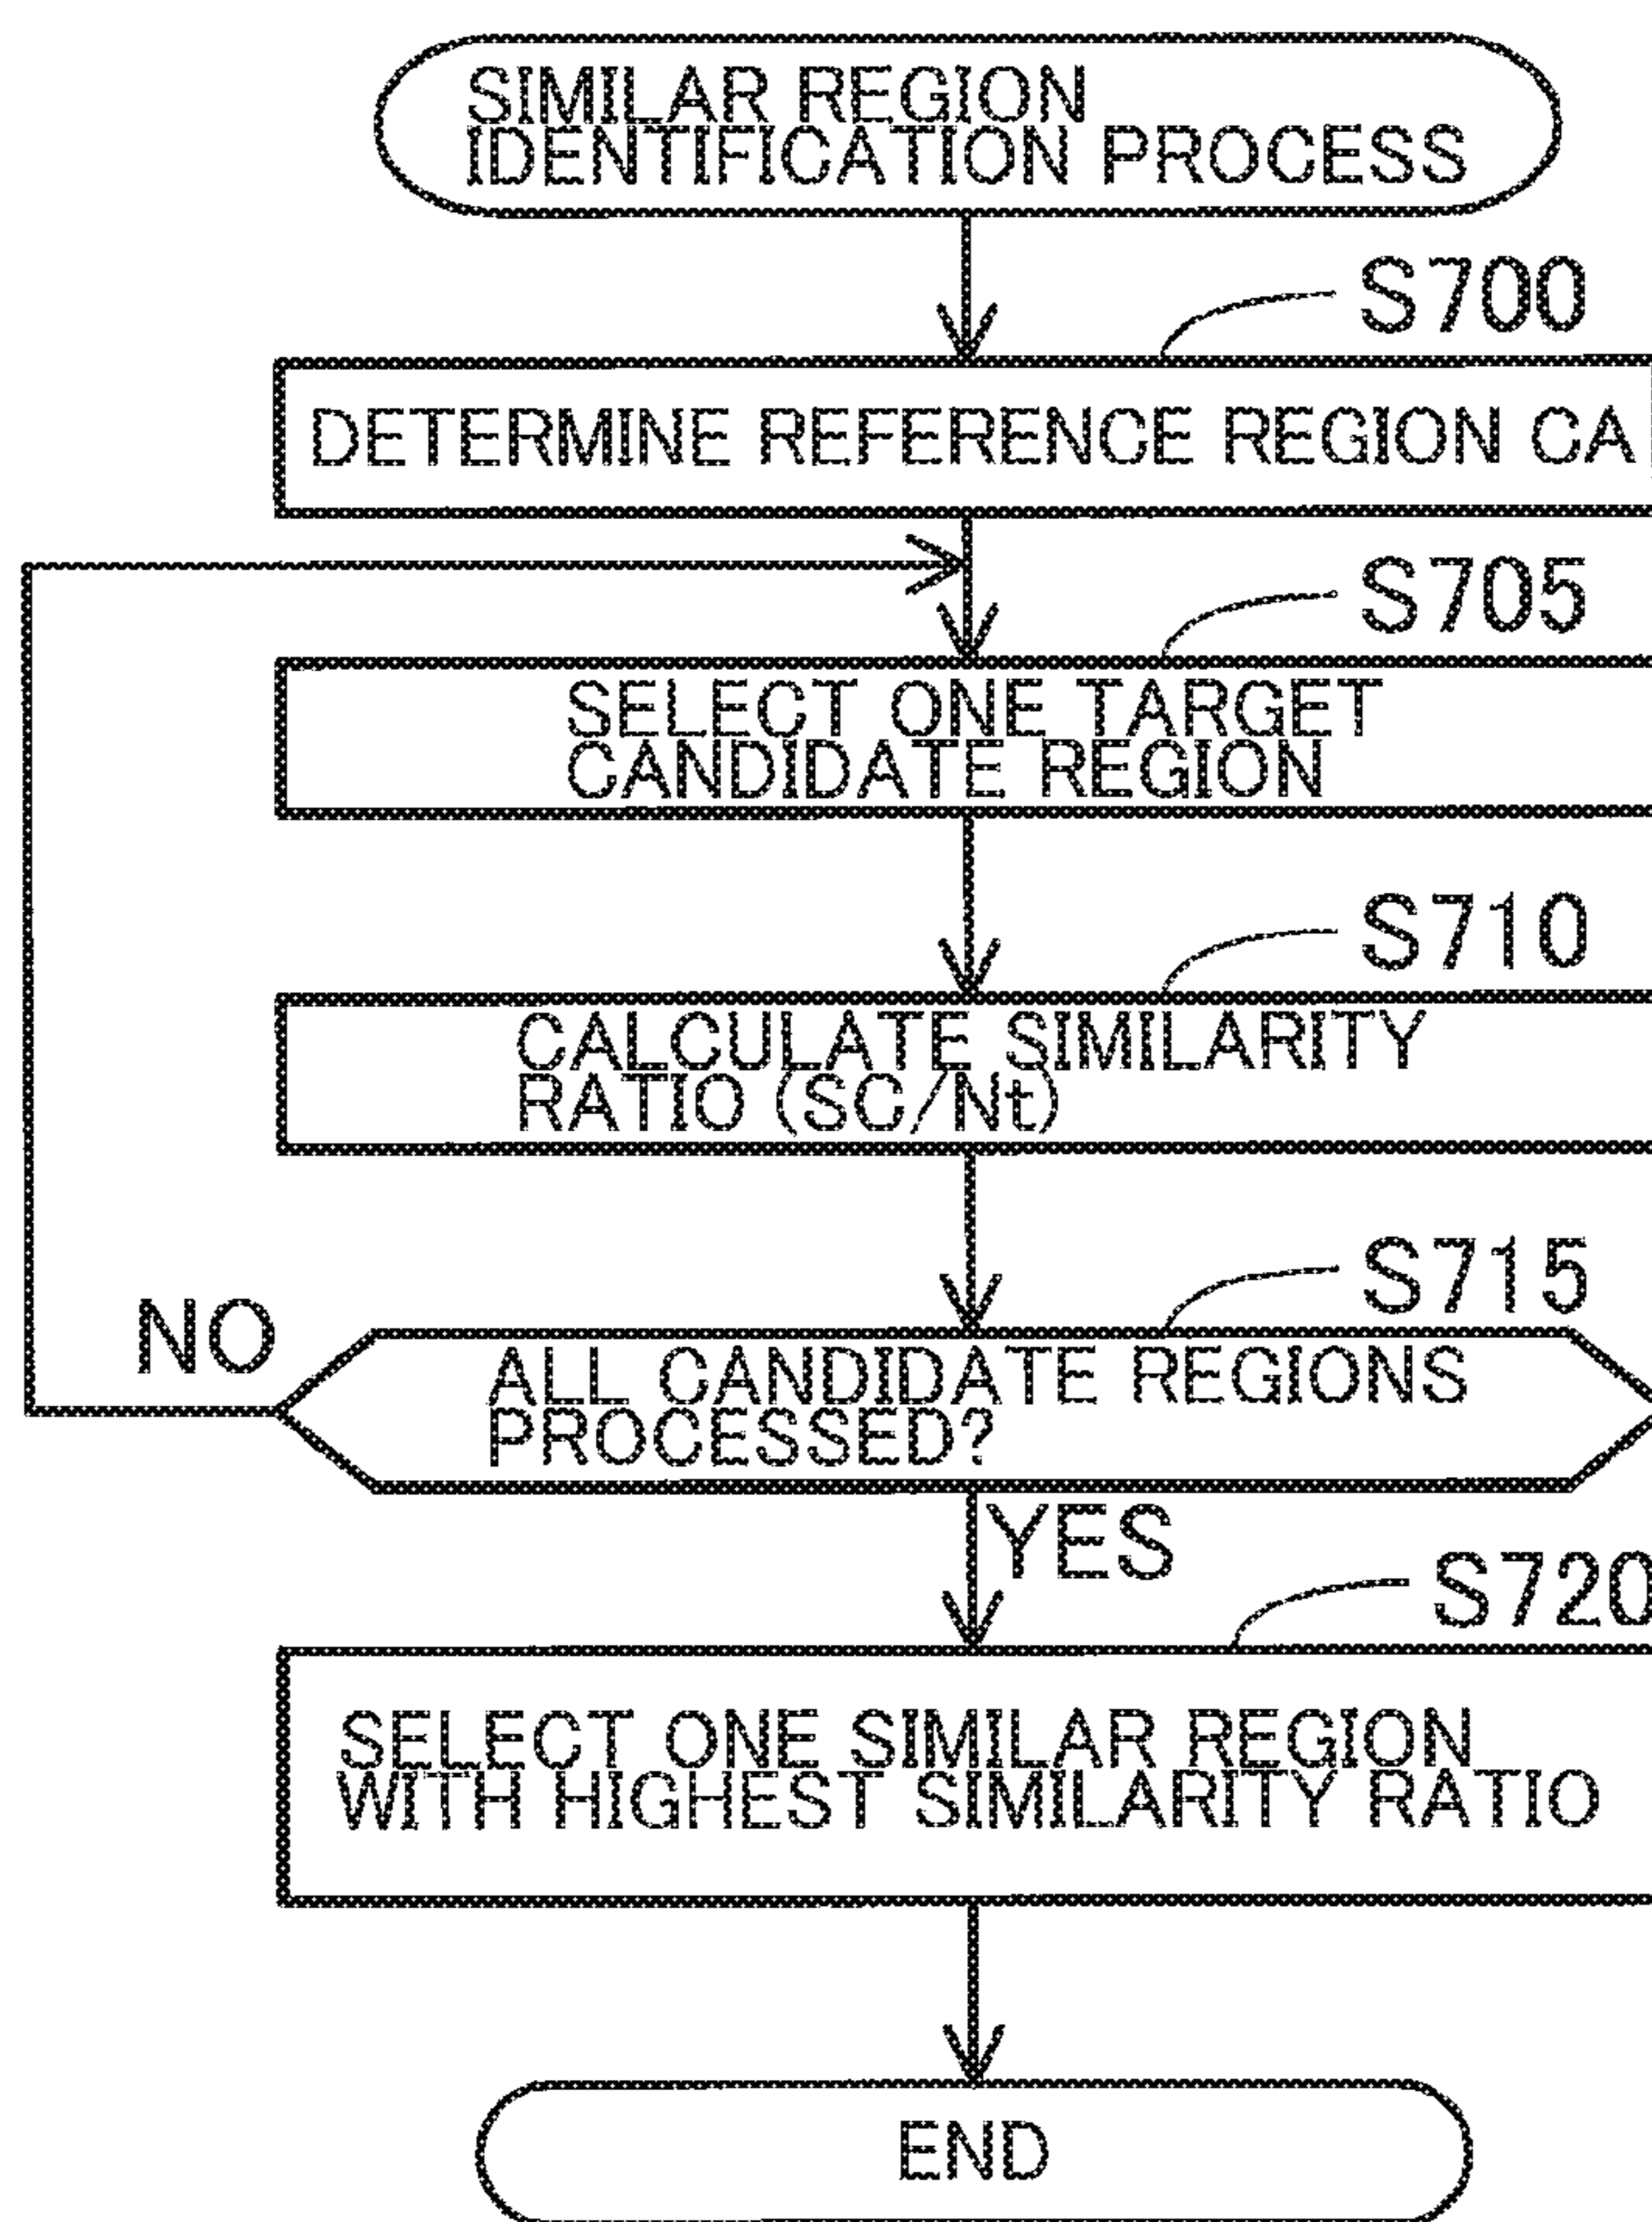 SIMILAR REGION
IDENTIFICATION PROCESS
S700
DETERMINE REFERENCE REGION CA
S705
SELECT ONE TARGET
CANDIDATE REGION
S710
CALCULATE SIMILARITY
RATIO (SC/Nt)
S715
NO
ALL CANDIDATE REGIONS
PROCESSED?
YES
S720
SELECT ONE SIMILAR REGION
WITH HIGHEST SIMILARITY RATIO
END